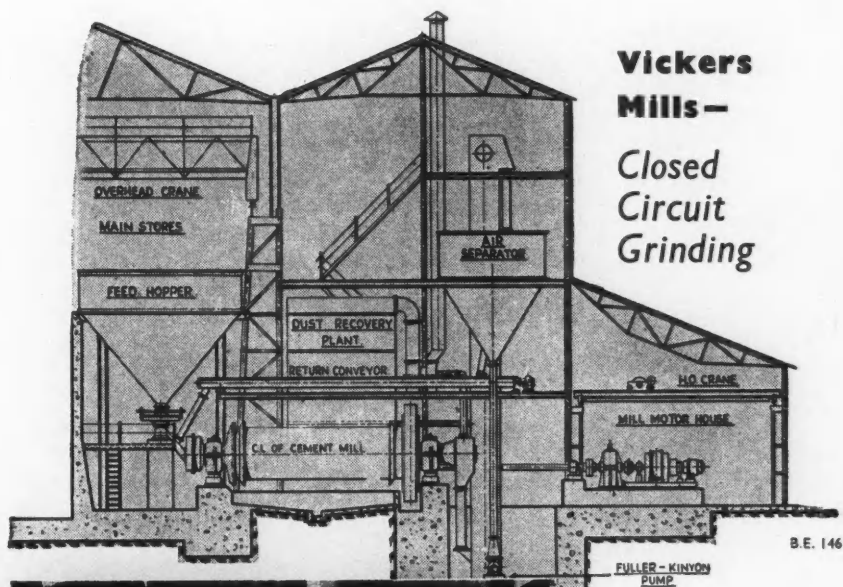 Vickers
Mills—
Closed
Circuit
Grinding
OVERHEAD CRANE
MAIN STORES
FEED HOPPER
AIR
SEPARATOR
DUST RECOVERY
PLANT
RETURN CONVEYOR
H.O. CRANE
MILL MOTOR HOUSE
C.L. OF CEMENT MILL
B.E. 146
FULLER-KINYON
PUMP